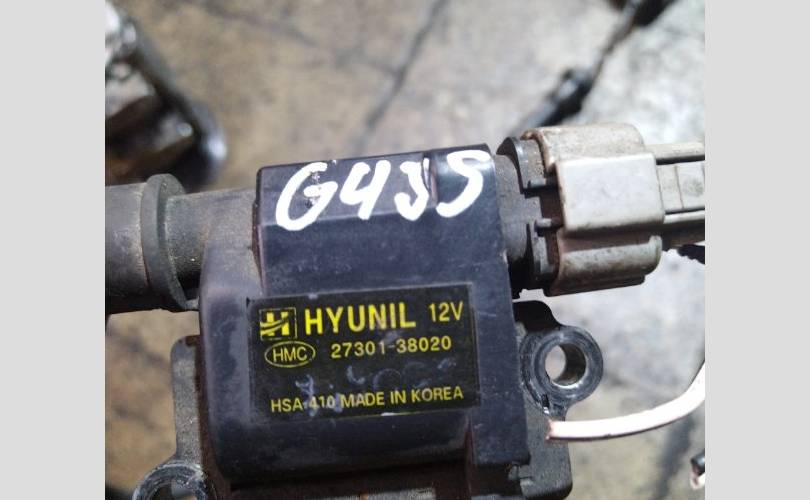 G4JS
HYUNIL 12V
HMC 27301-38020
HSA-410 MADE IN KOREA